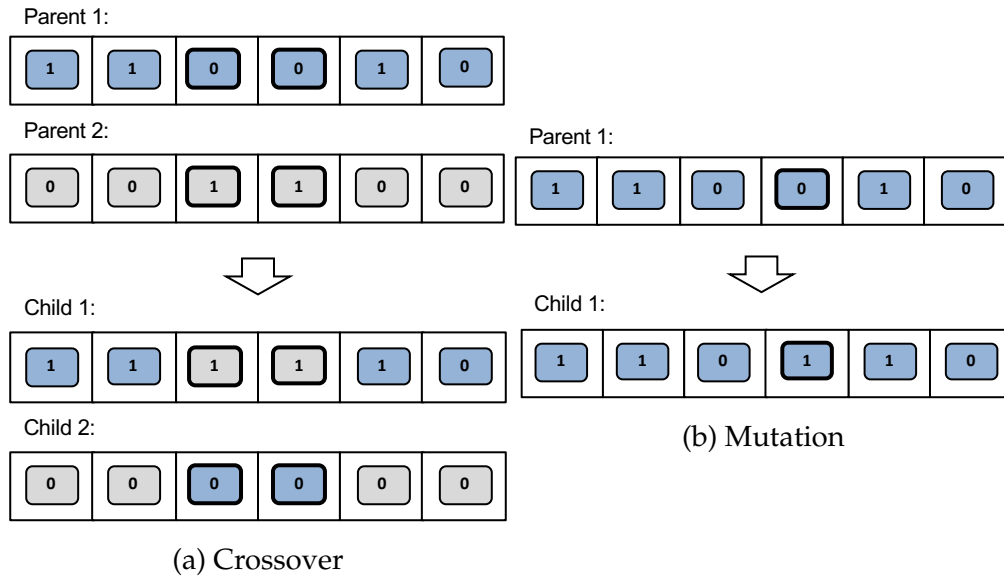 Parent 1:
1 1 0 0 1 0
Parent 2:
0 0 1 1 0 0
Child 1:
1 1 1 1 1 0
Child 2:
0 0 0 0 0 0
(a) Crossover
Parent 1:
1 1 0 0 1 0
Child 1:
1 1 0 1 1 0
(b) Mutation